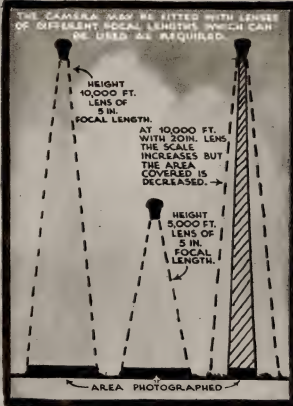 THE CAMERA MAY BE FITTED WITH LENSES
OF DIFFERENT FOCAL LENGTHS WHICH CAN
BE USED AS REQUIRED.
HEIGHT
10,000 FT.
LENS OF
5 IN.
FOCAL LENGTH.
AT 10,000 FT.
WITH 20IN. LENS
THE SCALE
INCREASES BUT
THE AREA
COVERED IS
DECREASED.
HEIGHT
5,000 FT.
LENS OF
5 IN.
FOCAL
LENGTH.
AREA PHOTOGRAPHED